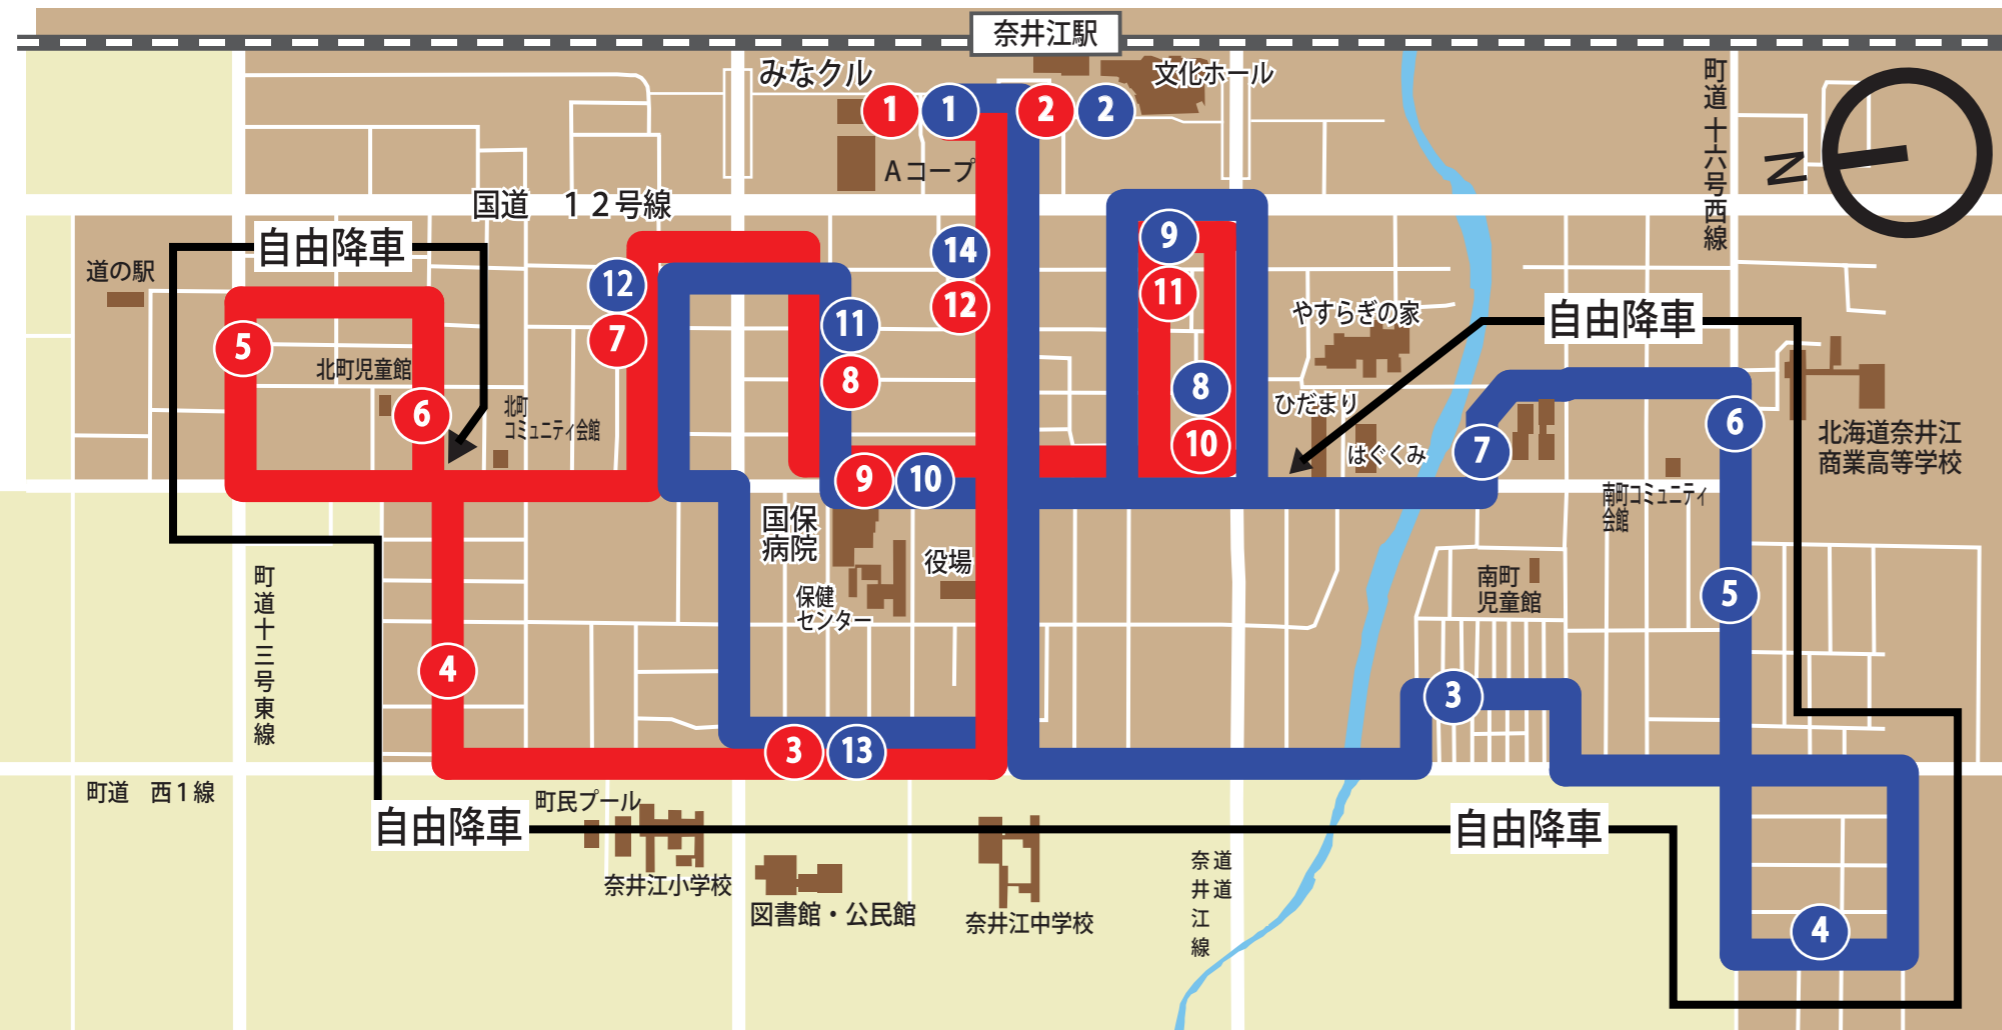 奈井江駅
みなクル
文化ホール
1
1
2
2
町道十六号西線
N
Aコープ
国道　１２号線
自由降車
道の駅
14
12
9
11
12
7
11
8
やすらぎの家
自由降車
5
北町児童館
6
北町
コミュニティ会館
8
10
ひだまり
はぐくみ
7
6
北海道奈井江
商業高等学校
9
10
南町コミュニティ
会館
国保
病院
役場
保健
センター
南町
児童館
5
町道十三号東線
4
3
3
13
町道　西１線
町民プール
自由降車
自由降車
奈井江小学校
図書館・公民館
奈井江中学校
道道
奈井江線
4